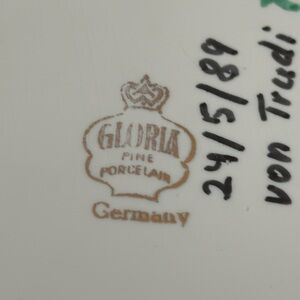 GLORIA
FINE
PORCELAIN
Germany
24/5/89
von Trudi